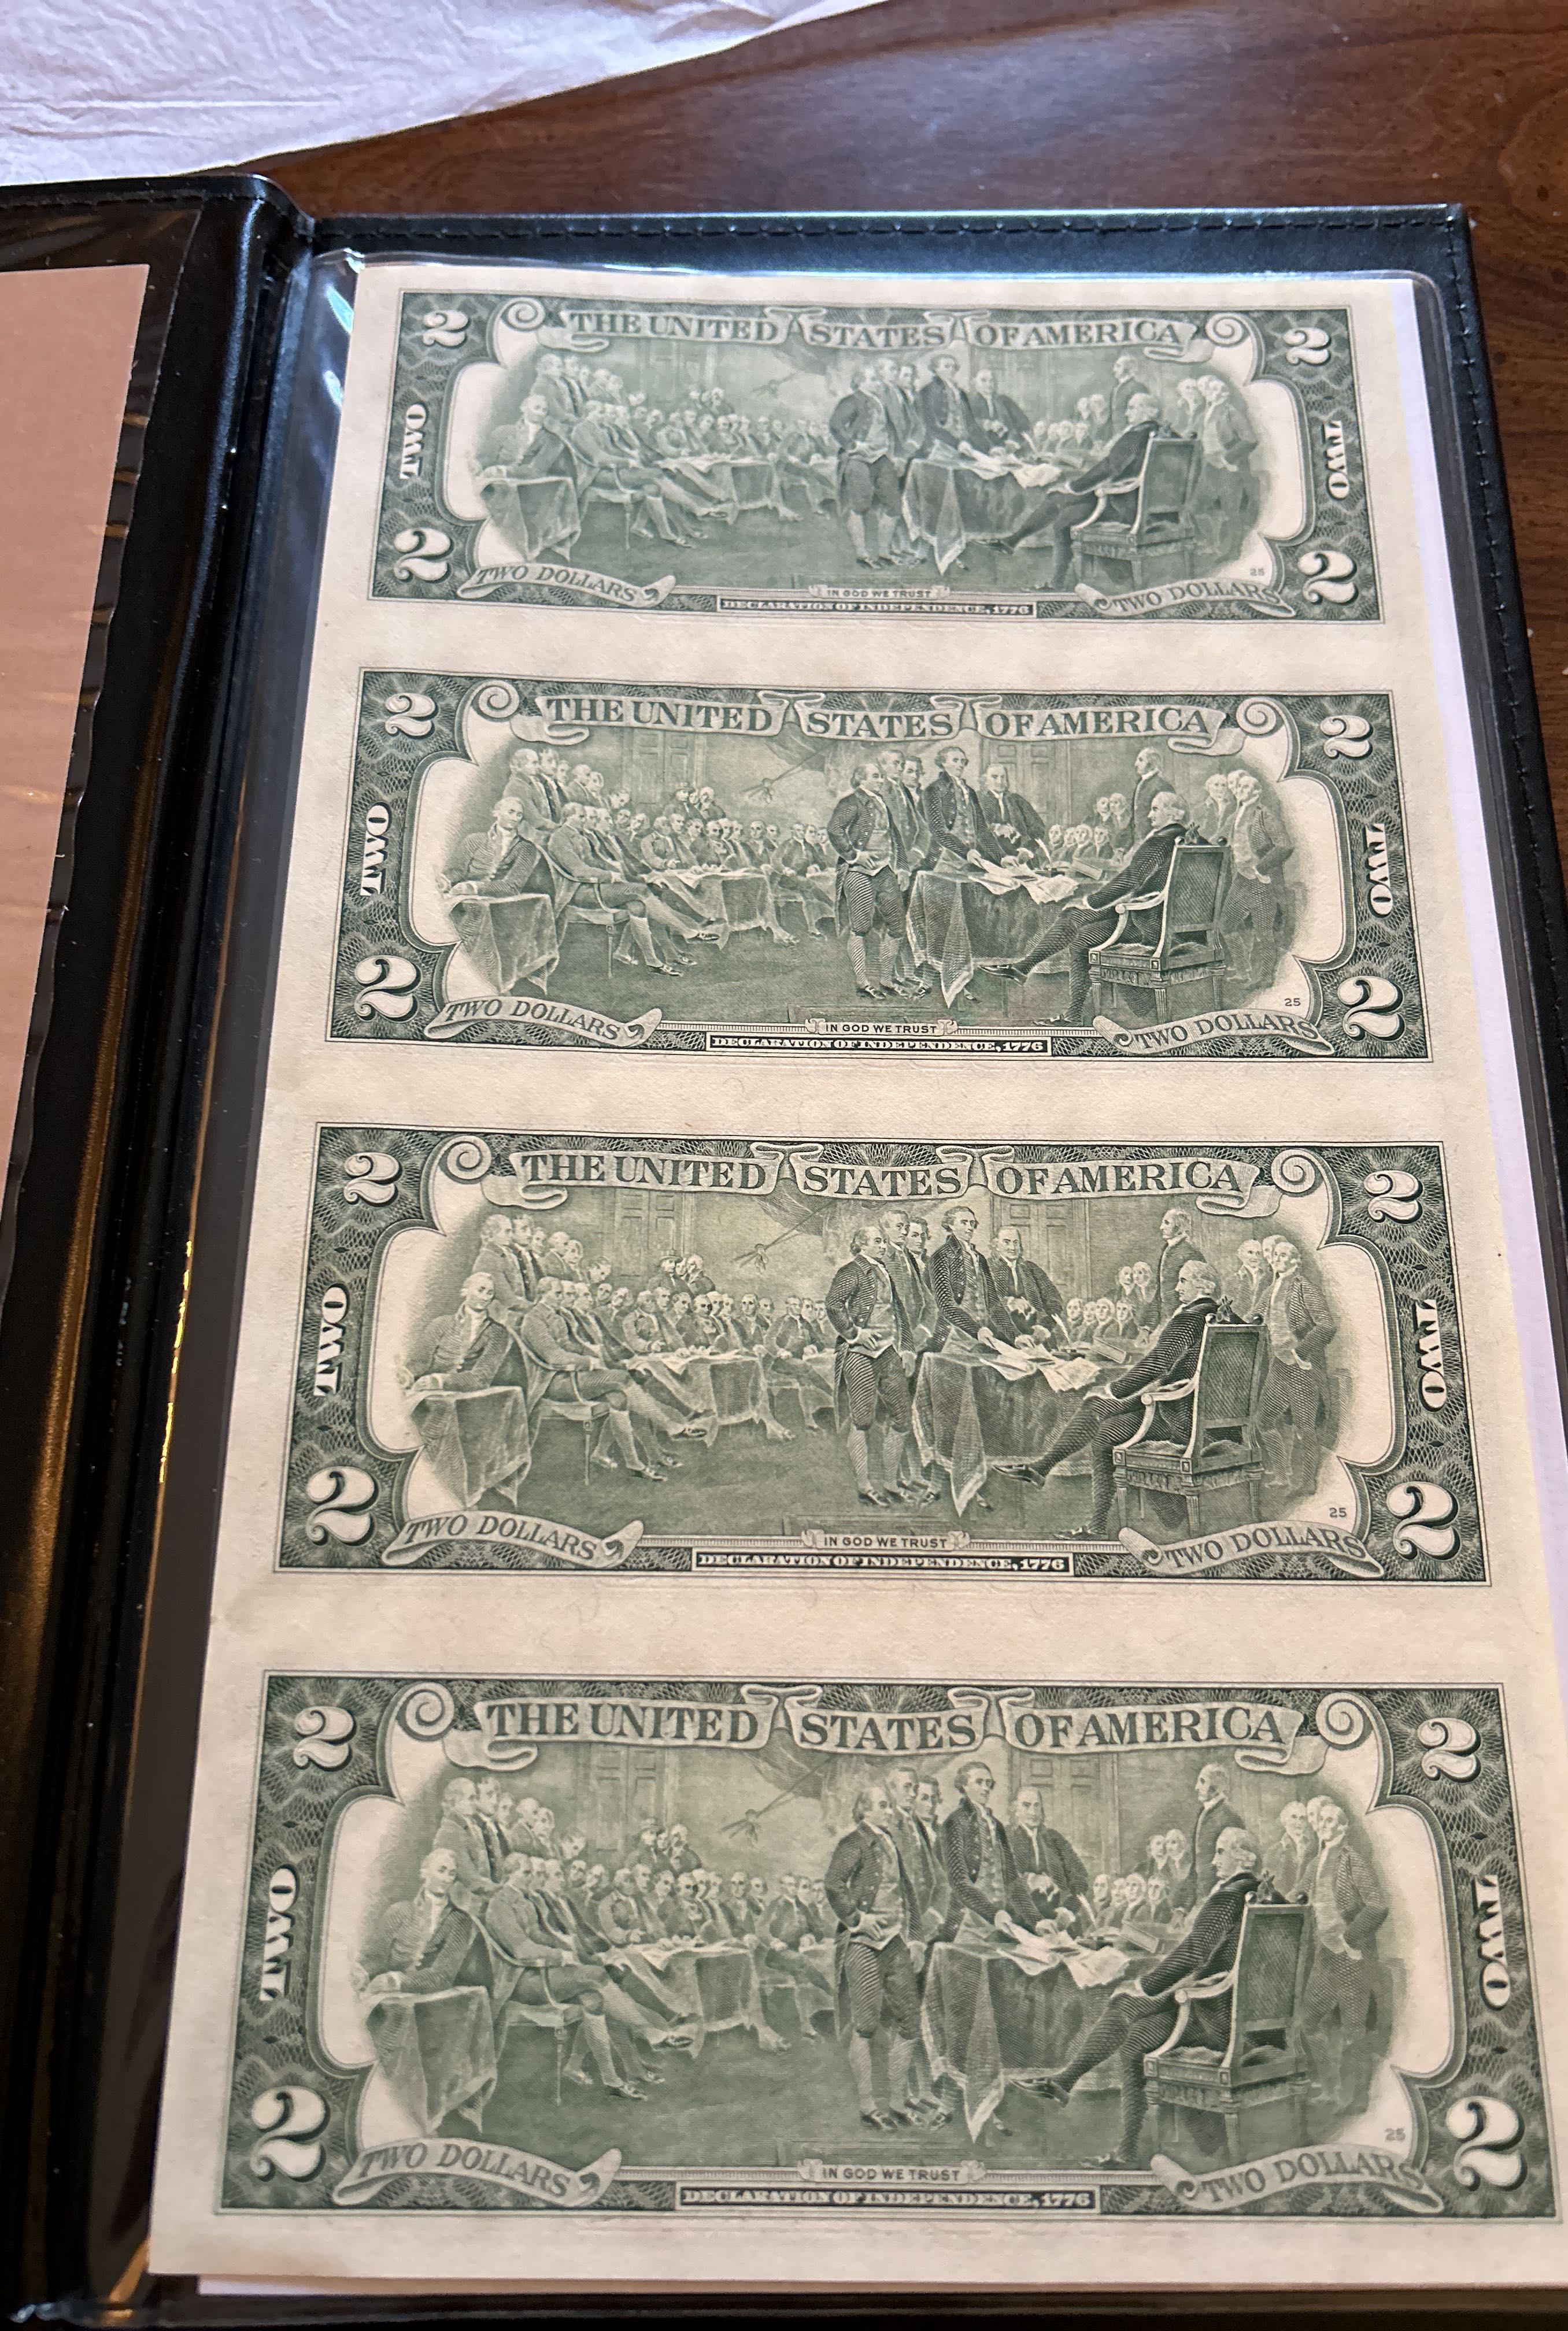 2 THE UNITED STATES OF AMERICA 2
TWO TWO
2 TWO DOLLARS IN GOD WE TRUST 25 TWO DOLLARS 2
DECLARATION OF INDEPENDENCE, 1776
2 THE UNITED STATES OF AMERICA 2
TWO TWO
2 TWO DOLLARS IN GOD WE TRUST 25 TWO DOLLARS 2
DECLARATION OF INDEPENDENCE, 1776
2 THE UNITED STATES OF AMERICA 2
TWO TWO
2 TWO DOLLARS IN GOD WE TRUST 25 TWO DOLLARS 2
DECLARATION OF INDEPENDENCE, 1776
2 THE UNITED STATES OF AMERICA 2
TWO TWO
2 TWO DOLLARS IN GOD WE TRUST 25 TWO DOLLARS 2
DECLARATION OF INDEPENDENCE, 1776